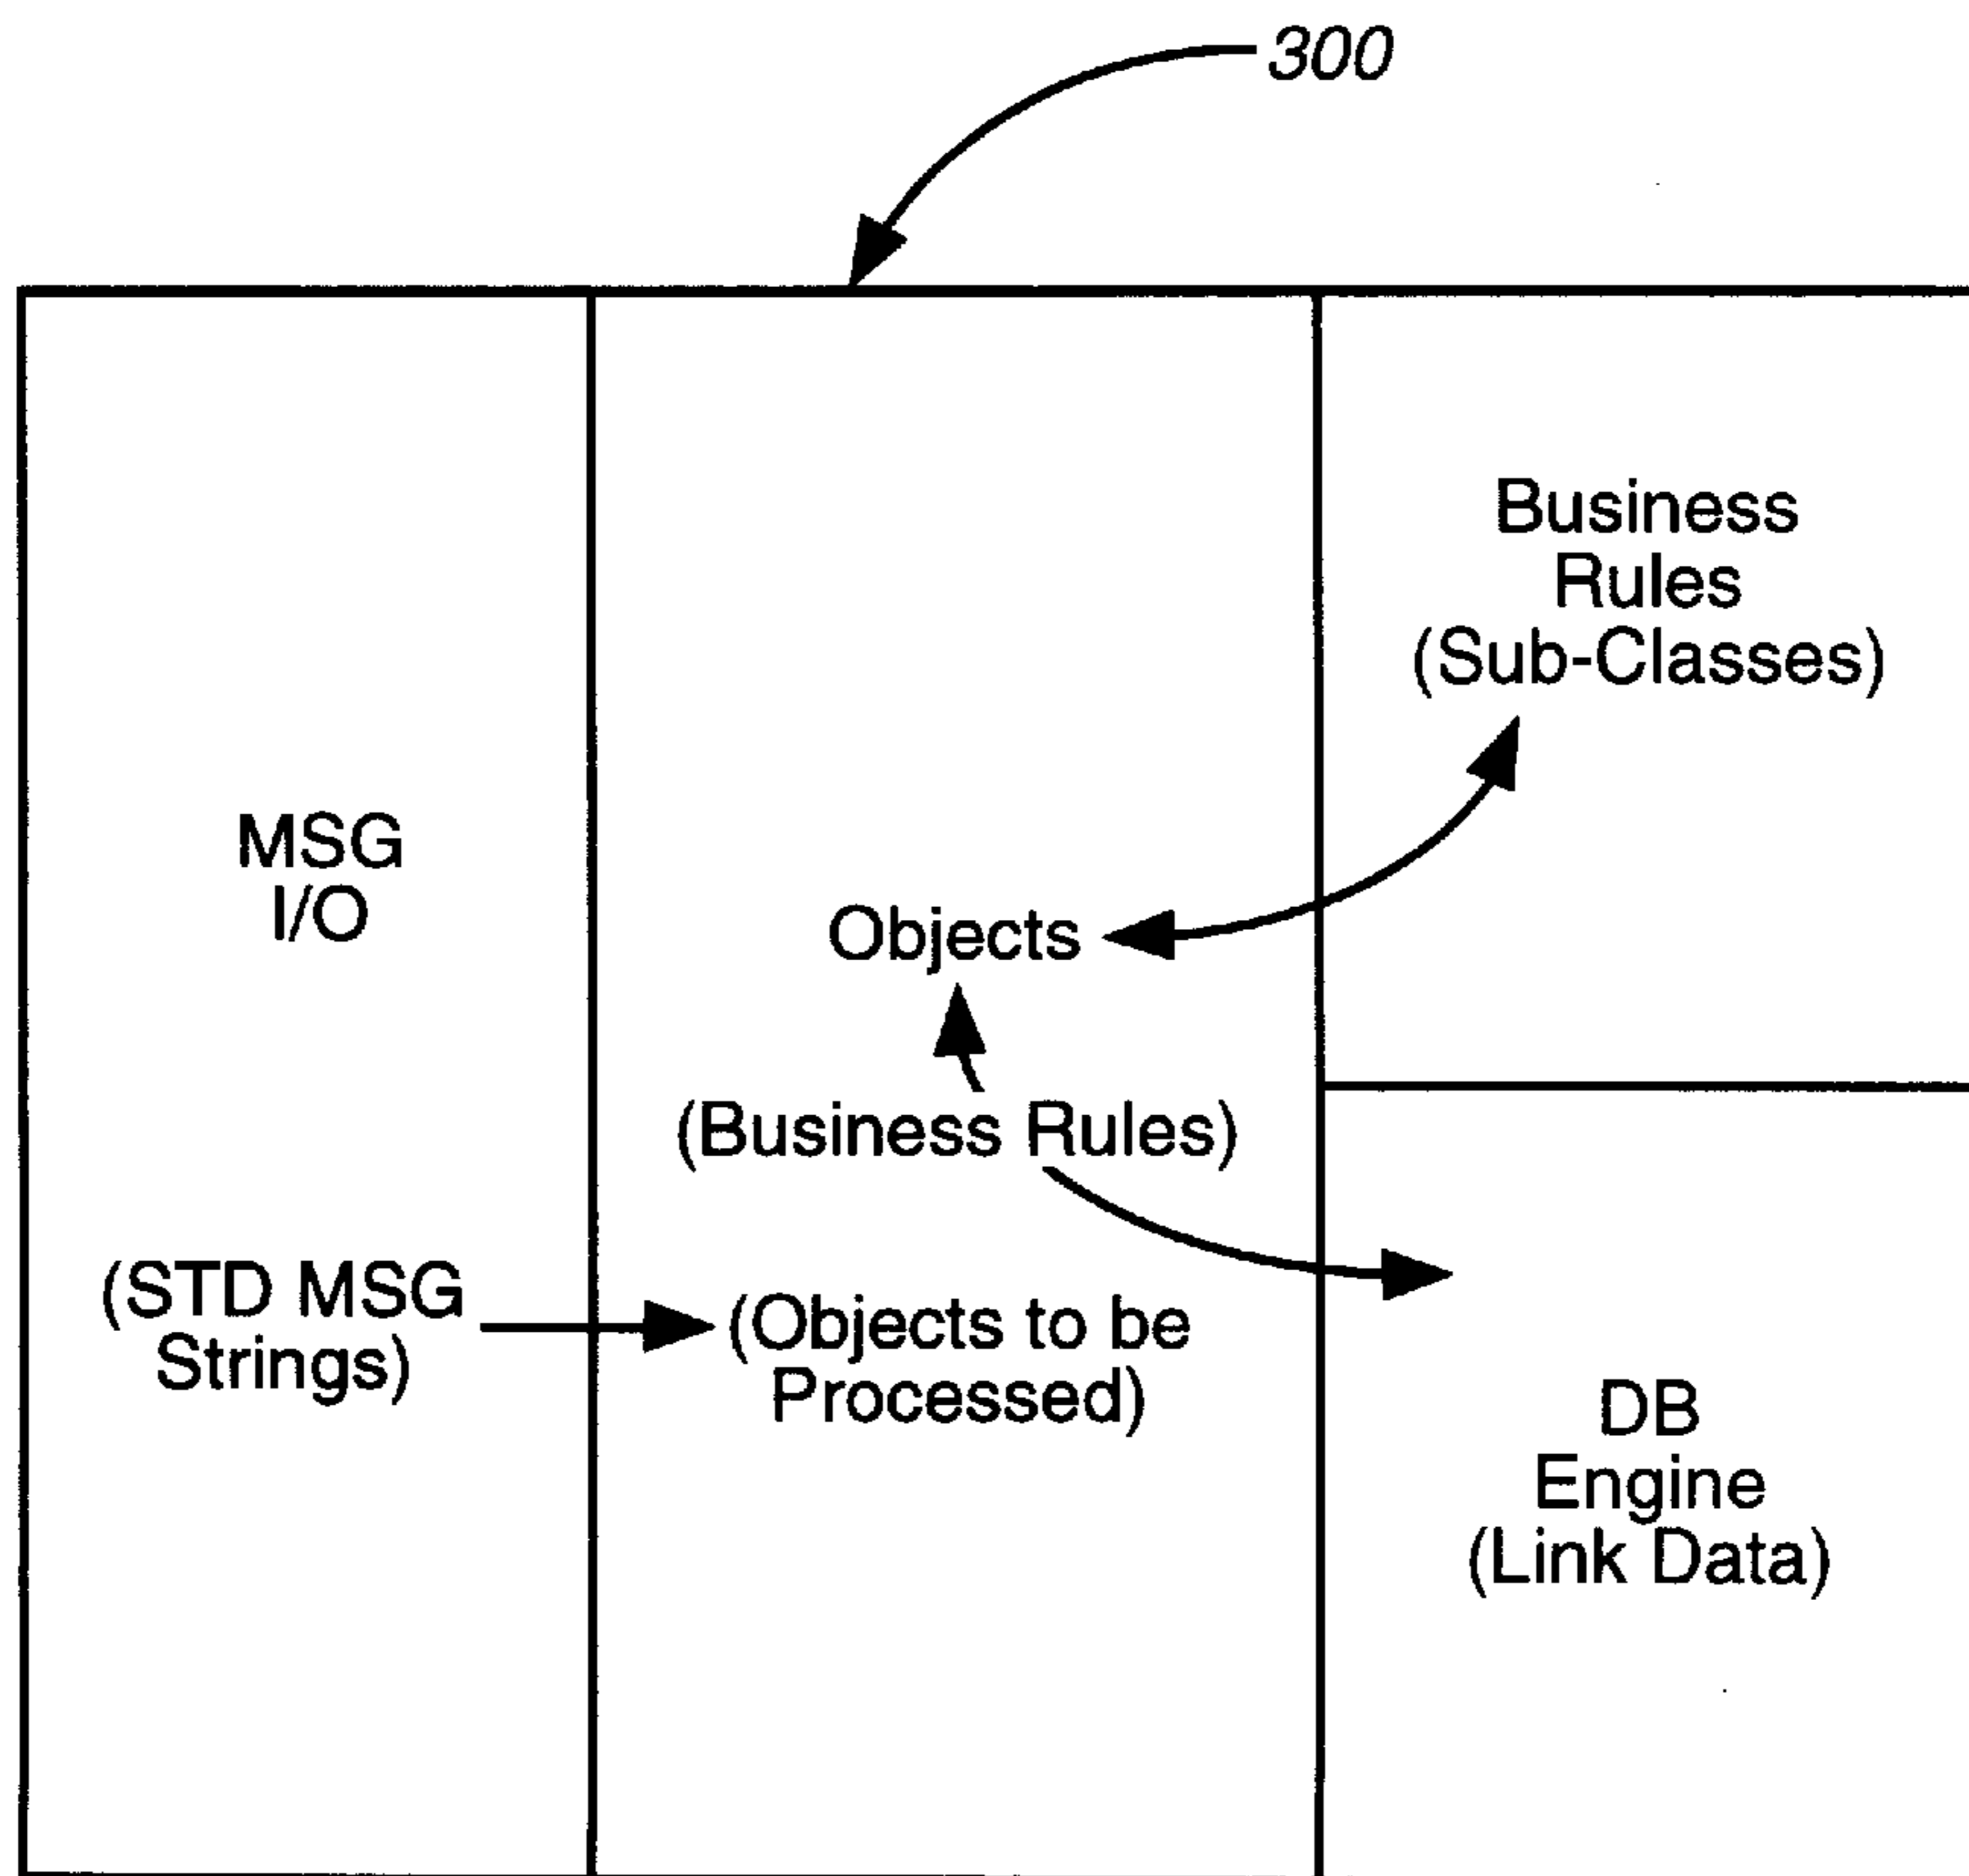 300
MSG
I/O
(STD MSG
Strings)
Objects
(Business Rules)
(Objects to be
Processed)
Business
Rules
(Sub-Classes)
DB
Engine
(Link Data)